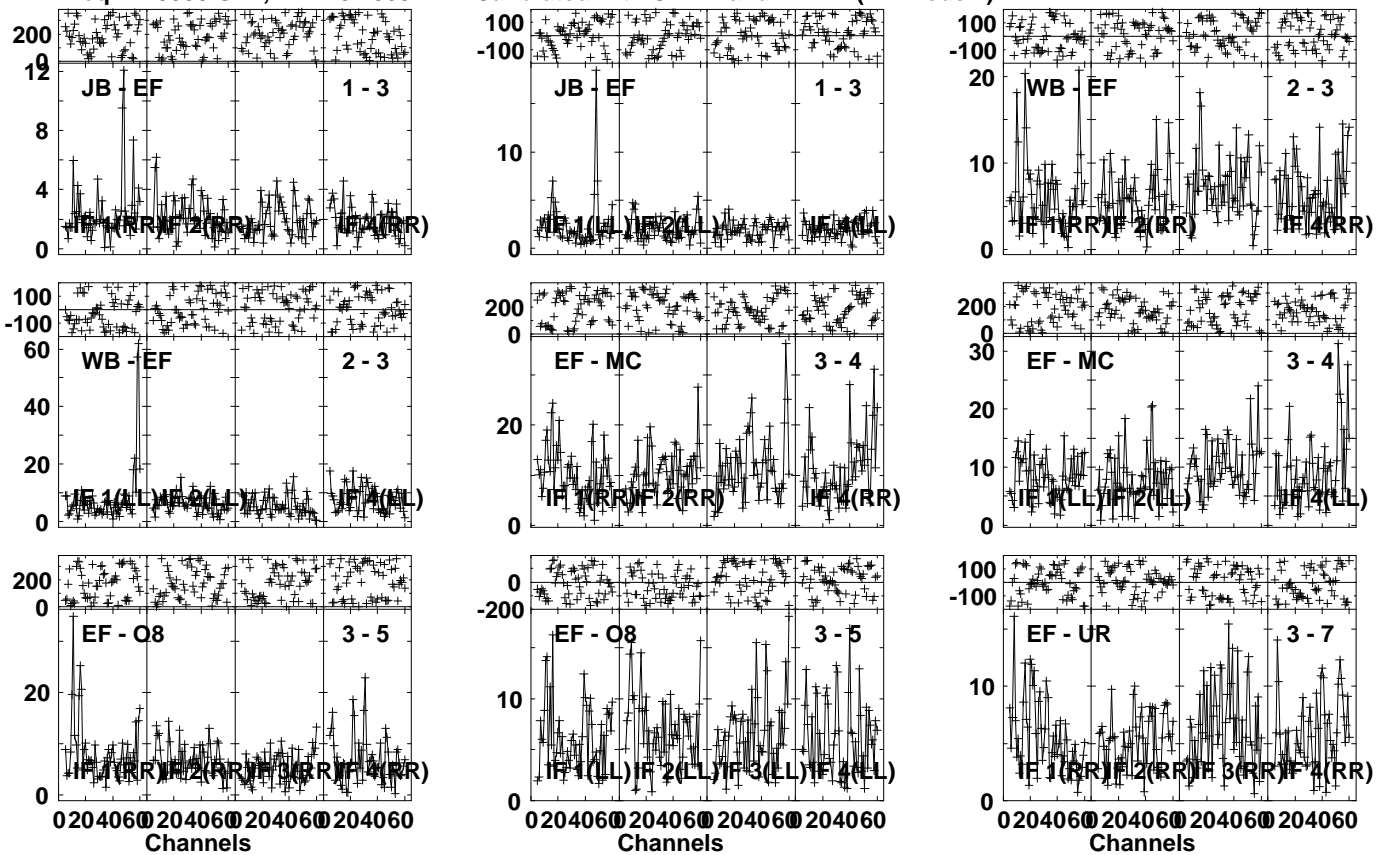 200 100 100
0 -100 -100
12 JB - EF 1 - 3 JB - EF 1 - 3 20 WB - EF 2 - 3
8 10 10
4
IF 1(RR) IF 2(RR) IF 4(RR) IF 1(LL) IF 2(LL) IF 4(LL) IF 1(RR) IF 2(RR) IF 4(RR)
0 0 0
100 200 200
-100 0 0
60 WB - EF 2 - 3 EF - MC 3 - 4 30 EF - MC 3 - 4
40 20 20
20 10
IF 1(LL) IF 2(LL) IF 4(LL) IF 1(RR) IF 2(RR) IF 4(RR) IF 1(LL) IF 2(LL) IF 4(LL)
0 0 0
200 0 100
0 -200 -100
EF - O8 3 - 5 EF - O8 3 - 5 EF - UR 3 - 7
20 10 10
IF 1(RR) IF 2(RR) IF 3(RR) IF 4(RR) IF 1(LL) IF 2(LL) IF 3(LL) IF 4(LL) IF 1(RR) IF 2(RR) IF 3(RR) IF 4(RR)
0 0 0
0 20 40 60 0 20 40 60 0 20 40 60 0 20 40 60 0 20 40 60 0 20 40 60 0 20 40 60 0 20 40 60 0 20 40 60 0 20 40 60 0 20 40 60 0 20 40 60
Channels Channels Channels